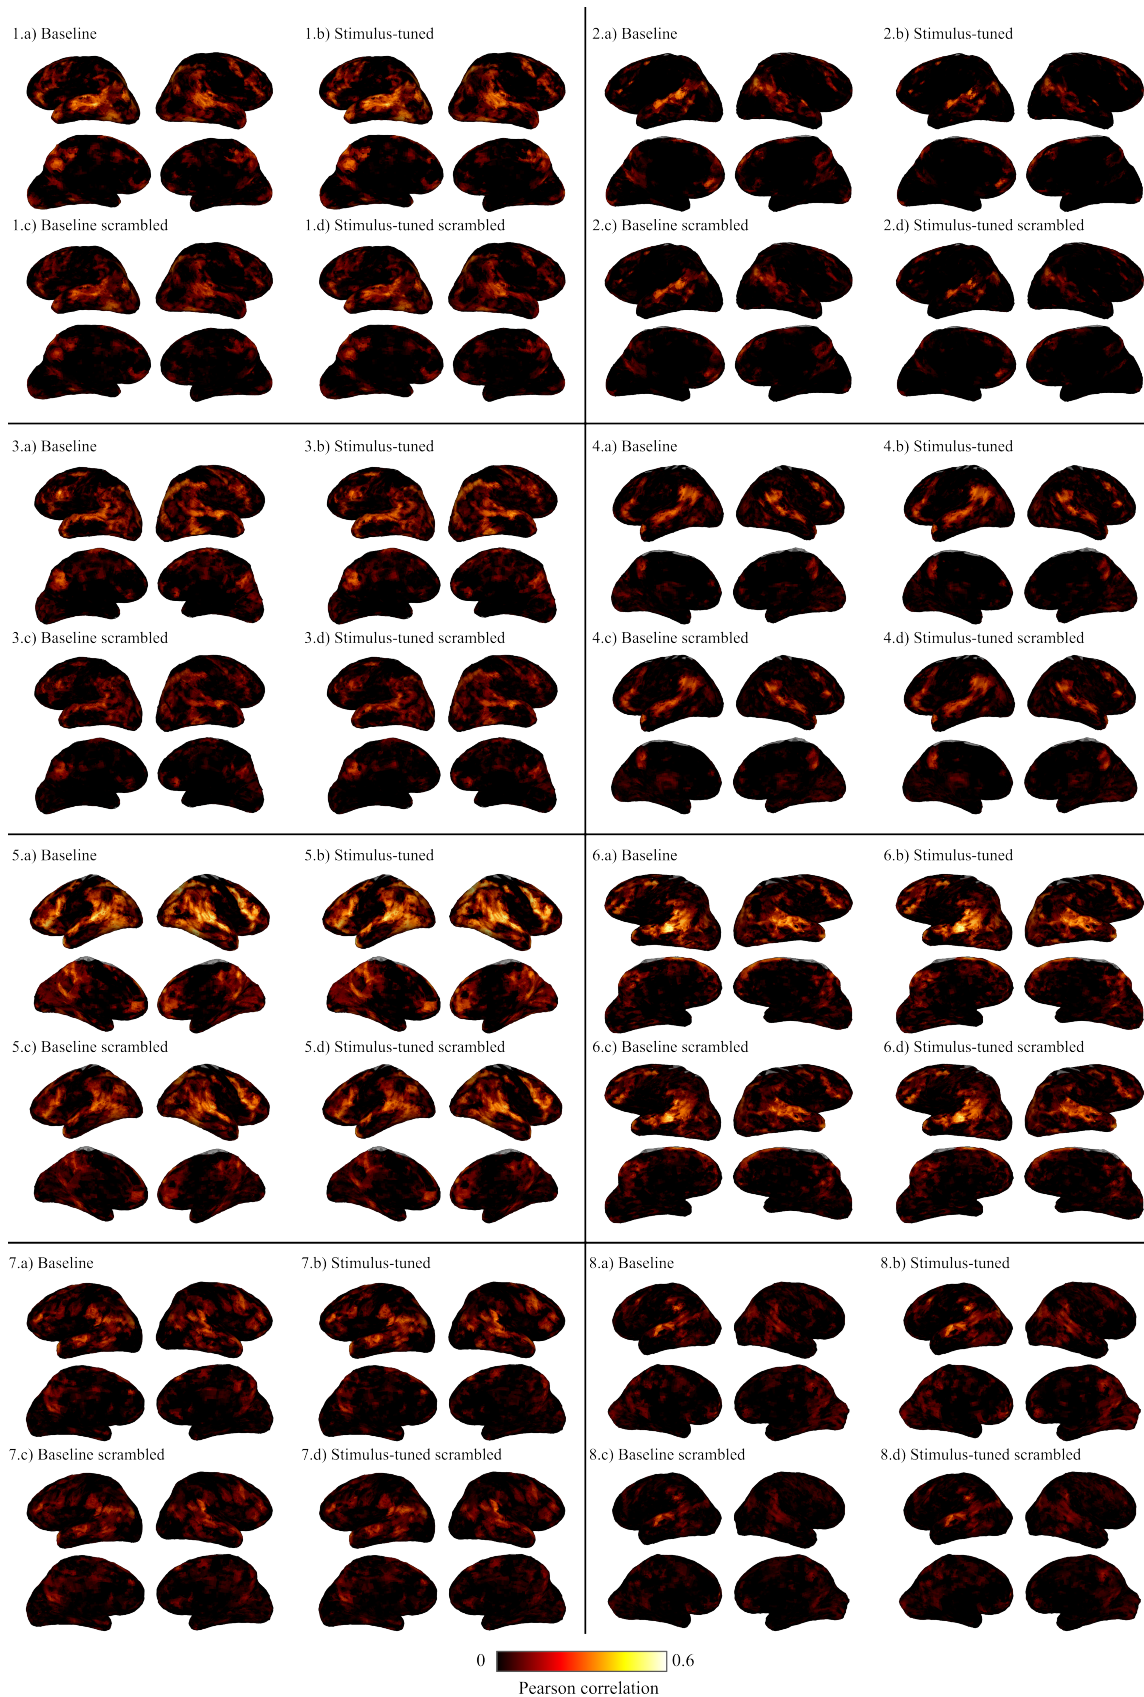 1.a) Baseline
1.b) Stimulus-tuned
2.a) Baseline
2.b) Stimulus-tuned
1.c) Baseline scrambled
1.d) Stimulus-tuned scrambled
2.c) Baseline scrambled
2.d) Stimulus-tuned scrambled
3.a) Baseline
3.b) Stimulus-tuned
4.a) Baseline
4.b) Stimulus-tuned
3.c) Baseline scrambled
3.d) Stimulus-tuned scrambled
4.c) Baseline scrambled
4.d) Stimulus-tuned scrambled
5.a) Baseline
5.b) Stimulus-tuned
6.a) Baseline
6.b) Stimulus-tuned
5.c) Baseline scrambled
5.d) Stimulus-tuned scrambled
6.c) Baseline scrambled
6.d) Stimulus-tuned scrambled
7.a) Baseline
7.b) Stimulus-tuned
8.a) Baseline
8.b) Stimulus-tuned
7.c) Baseline scrambled
7.d) Stimulus-tuned scrambled
8.c) Baseline scrambled
8.d) Stimulus-tuned scrambled
0 0.6
Pearson correlation